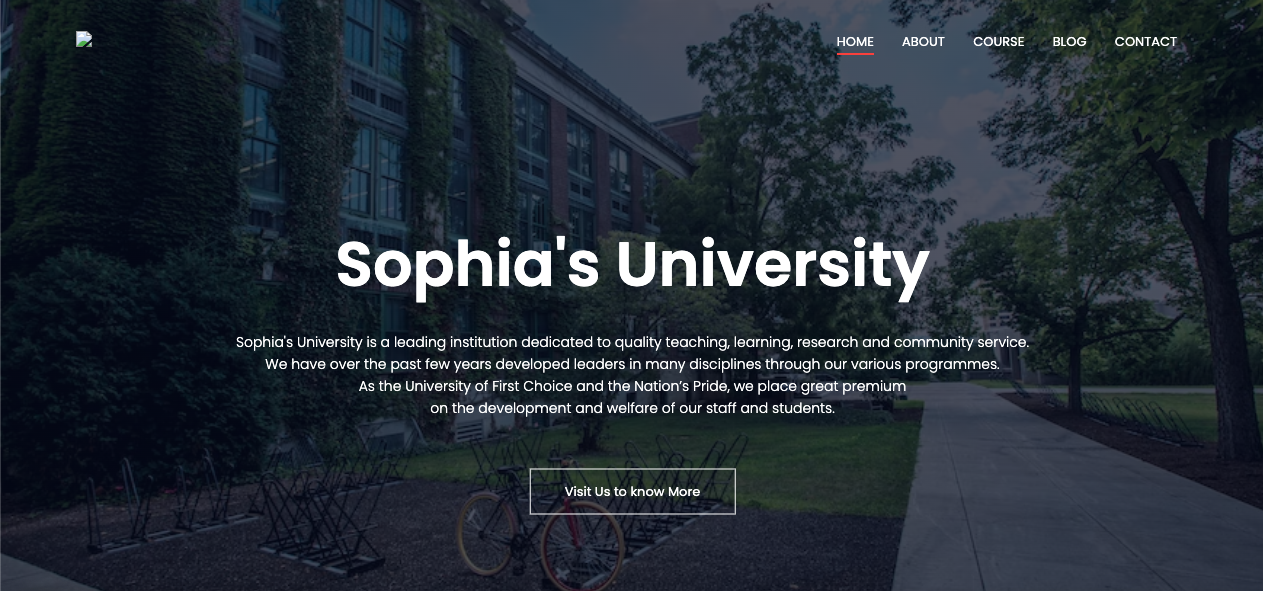 HOME ABOUT COURSE BLOG CONTACT
Sophia's University
Sophia's University is a leading institution dedicated to quality teaching, learning, research and community service.
We have over the past few years developed leaders in many disciplines through our various programmes.
As the University of First Choice and the Nation’s Pride, we place great premium
on the development and welfare of our staff and students.
Visit Us to know More